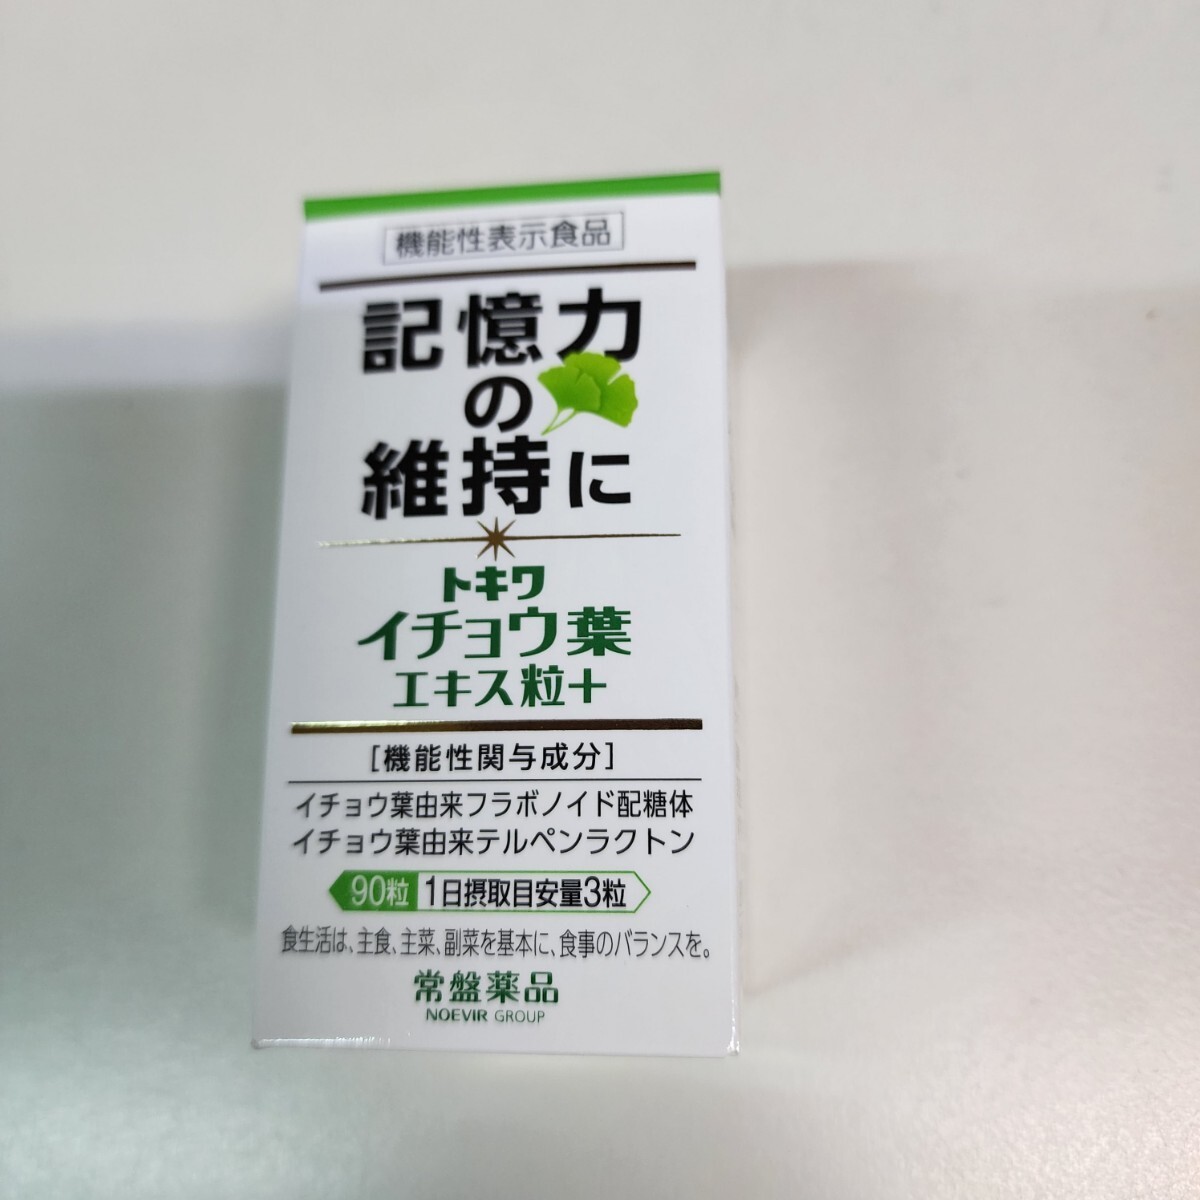 機能性表示食品
記憶力
の
維持に
トキワ
イチョウ葉
エキス粒+
[機能性関与成分]
イチョウ葉由来フラボノイド配糖体
イチョウ葉由来テルペンラクトン
90粒 1日摂取目安量3粒
食生活は、主食、主菜、副菜を基本に、食事のバランスを。
常盤薬品
NOEVIR GROUP